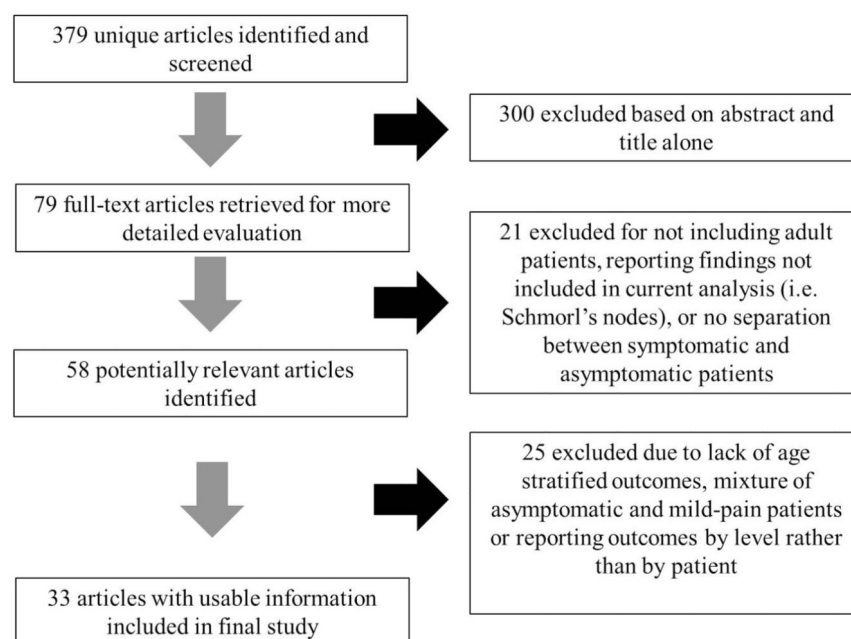 379 unique articles identified and
screened
300 excluded based on abstract and
title alone
79 full-text articles retrieved for more
detailed evaluation
21 excluded for not including adult
patients, reporting findings not
included in current analysis (i.e.
Schmorl’s nodes), or no separation
between symptomatic and
asymptomatic patients
58 potentially relevant articles
identified
25 excluded due to lack of age
stratified outcomes, mixture of
asymptomatic and mild-pain patients
or reporting outcomes by level rather
than by patient
33 articles with usable information
included in final study